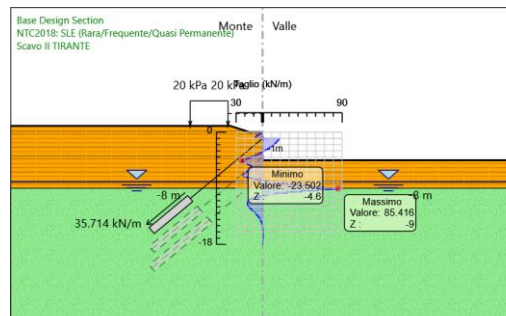 Base Design Section
NTC2018: SLE (Rara/Frequente/Quasi Permanente)
Scavo II TIRANTE
Monte
Valle
20 kPa 20 kPa
Taglio (kN/m)
30
90
0
-1m
Minimo
Valore: -23.502
Z : -4.6
-8 m
-8 m
Massimo
Valore: 85.416
Z : -9
35.714 kN/m
-18